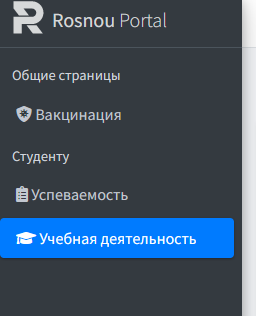 Rosnou Portal
Общие страницы
Вакцинация
Студенту
Успеваемость
Учебная деятельность